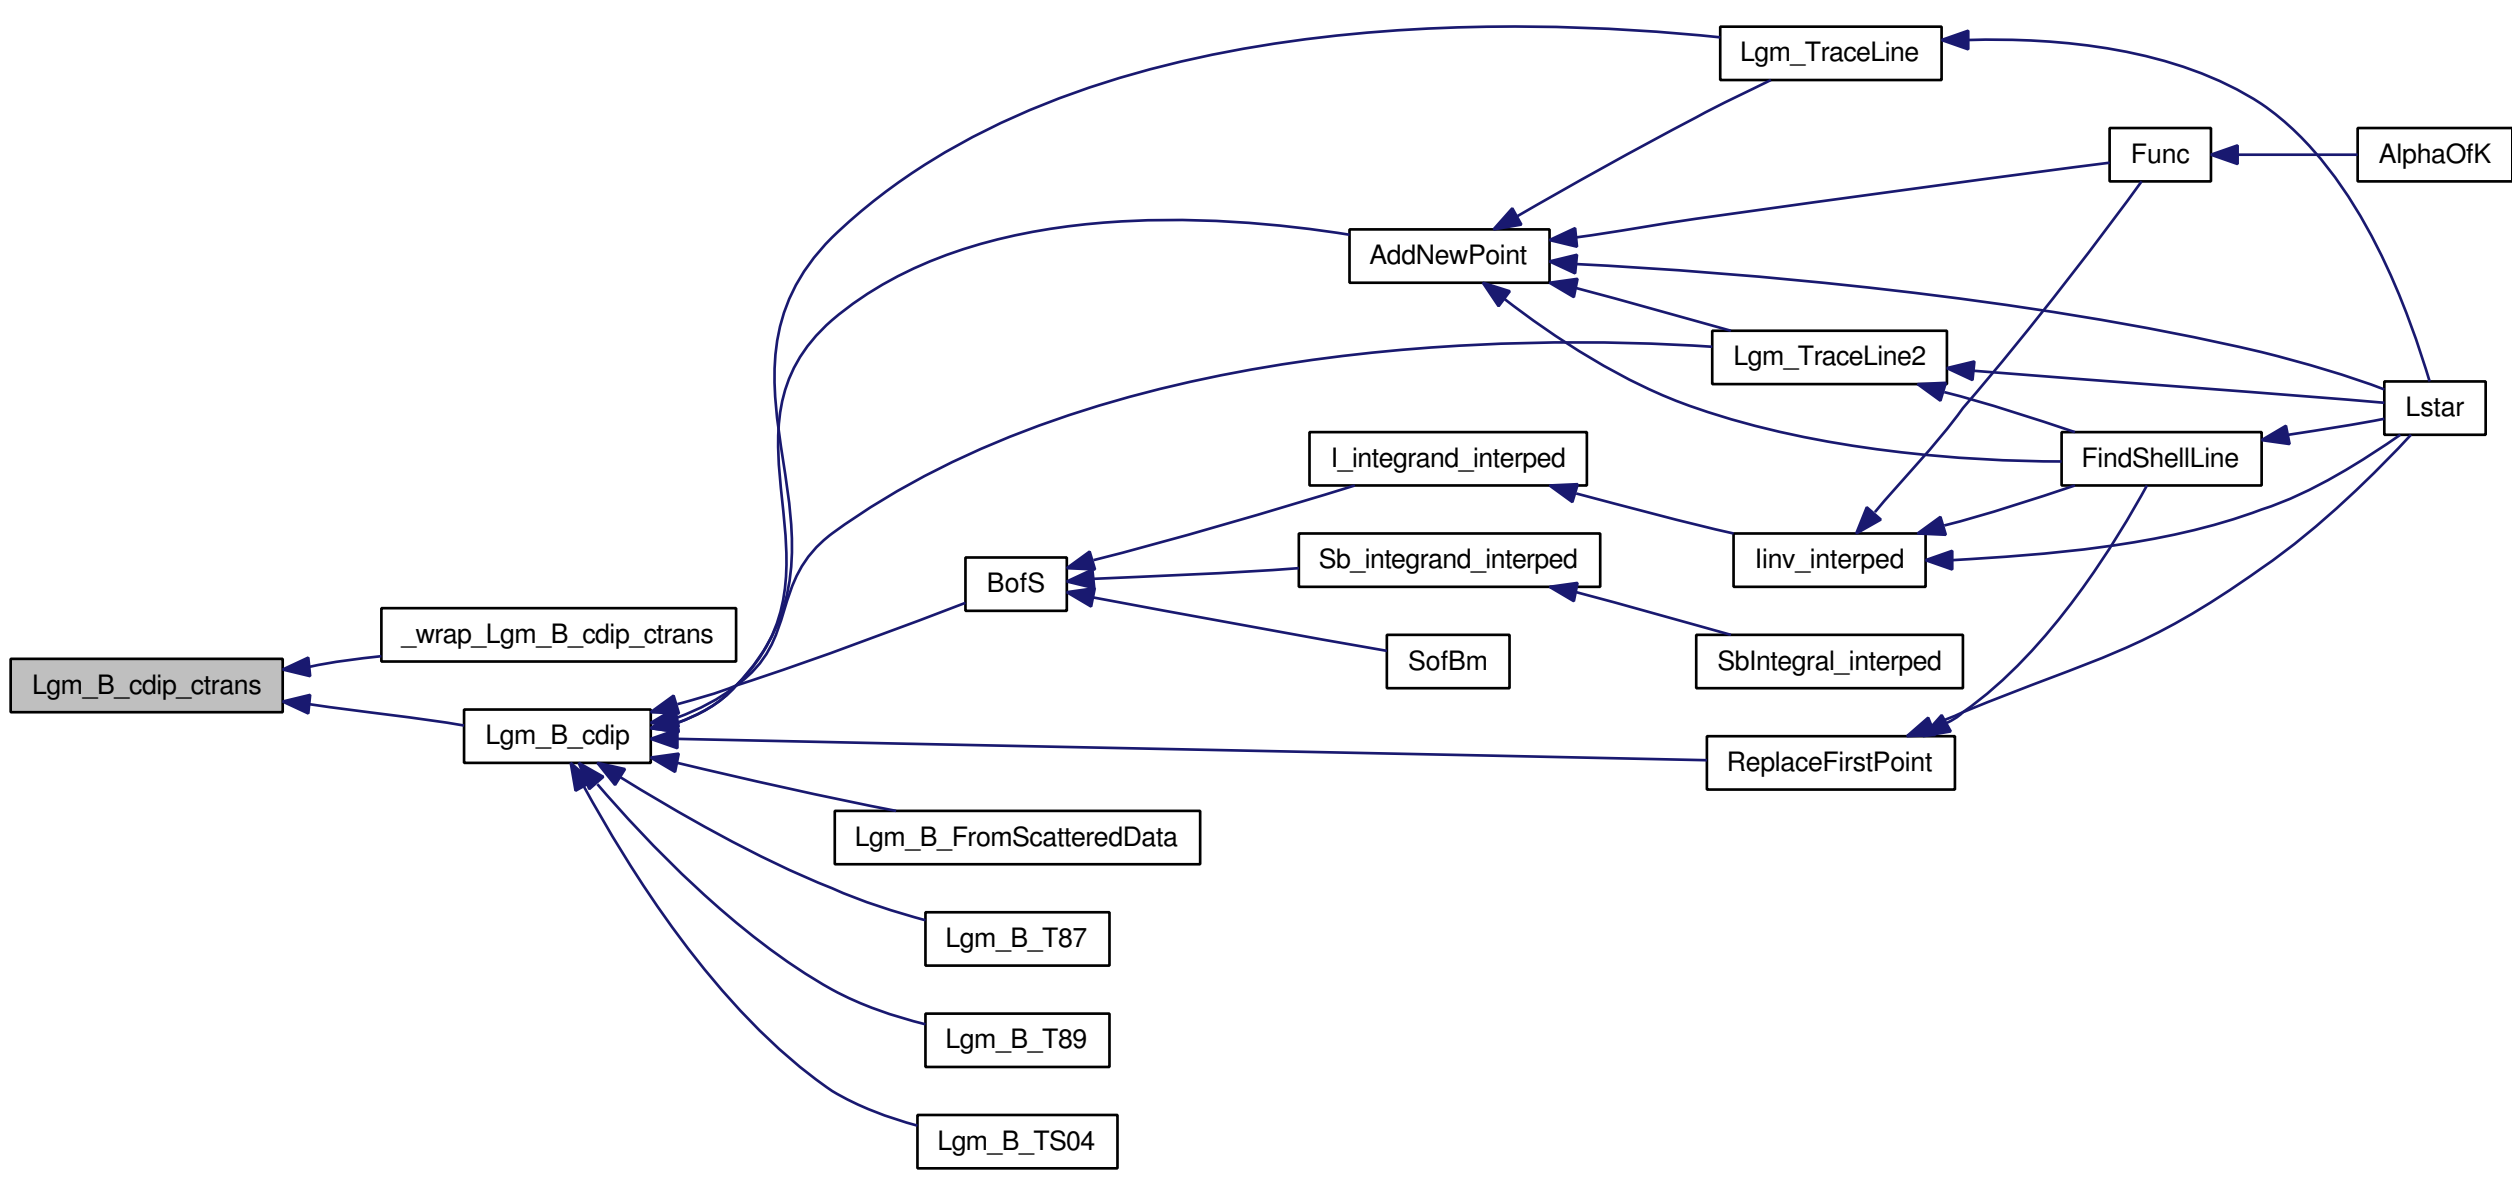 Lgm_TraceLine
Func
AlphaOfK
AddNewPoint
Lgm_TraceLine2
Lstar
I_integrand_interped
FindShellLine
Sb_integrand_interped
Iinv_interped
BofS
_wrap_Lgm_B_cdip_ctrans
SofBm
SbIntegral_interped
Lgm_B_cdip_ctrans
Lgm_B_cdip
ReplaceFirstPoint
Lgm_B_FromScatteredData
Lgm_B_T87
Lgm_B_T89
Lgm_B_TS04